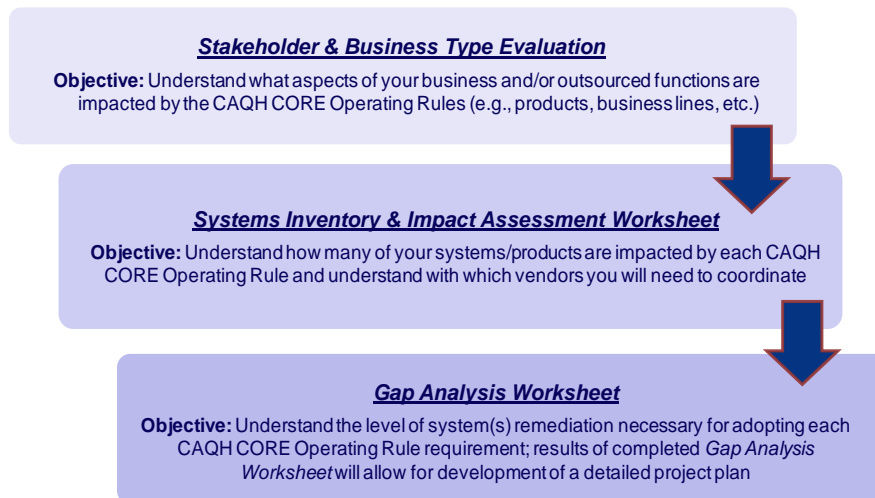 Stakeholder & Business Type Evaluation
Objective: Understand what aspects of your business and/or outsourced functions are
impacted by the CAQH CORE Operating Rules (e.g., products, business lines, etc.)
Systems Inventory & Impact Assessment Worksheet
Objective: Understand how many of your systems/products are impacted by each CAQH
CORE Operating Rule and understand with which vendors you will need to coordinate
Gap Analysis Worksheet
Objective: Understand the level of system(s) remediation necessary for adopting each
CAQH CORE Operating Rule requirement; results of completed Gap Analysis
Worksheet will allow for development of a detailed project plan